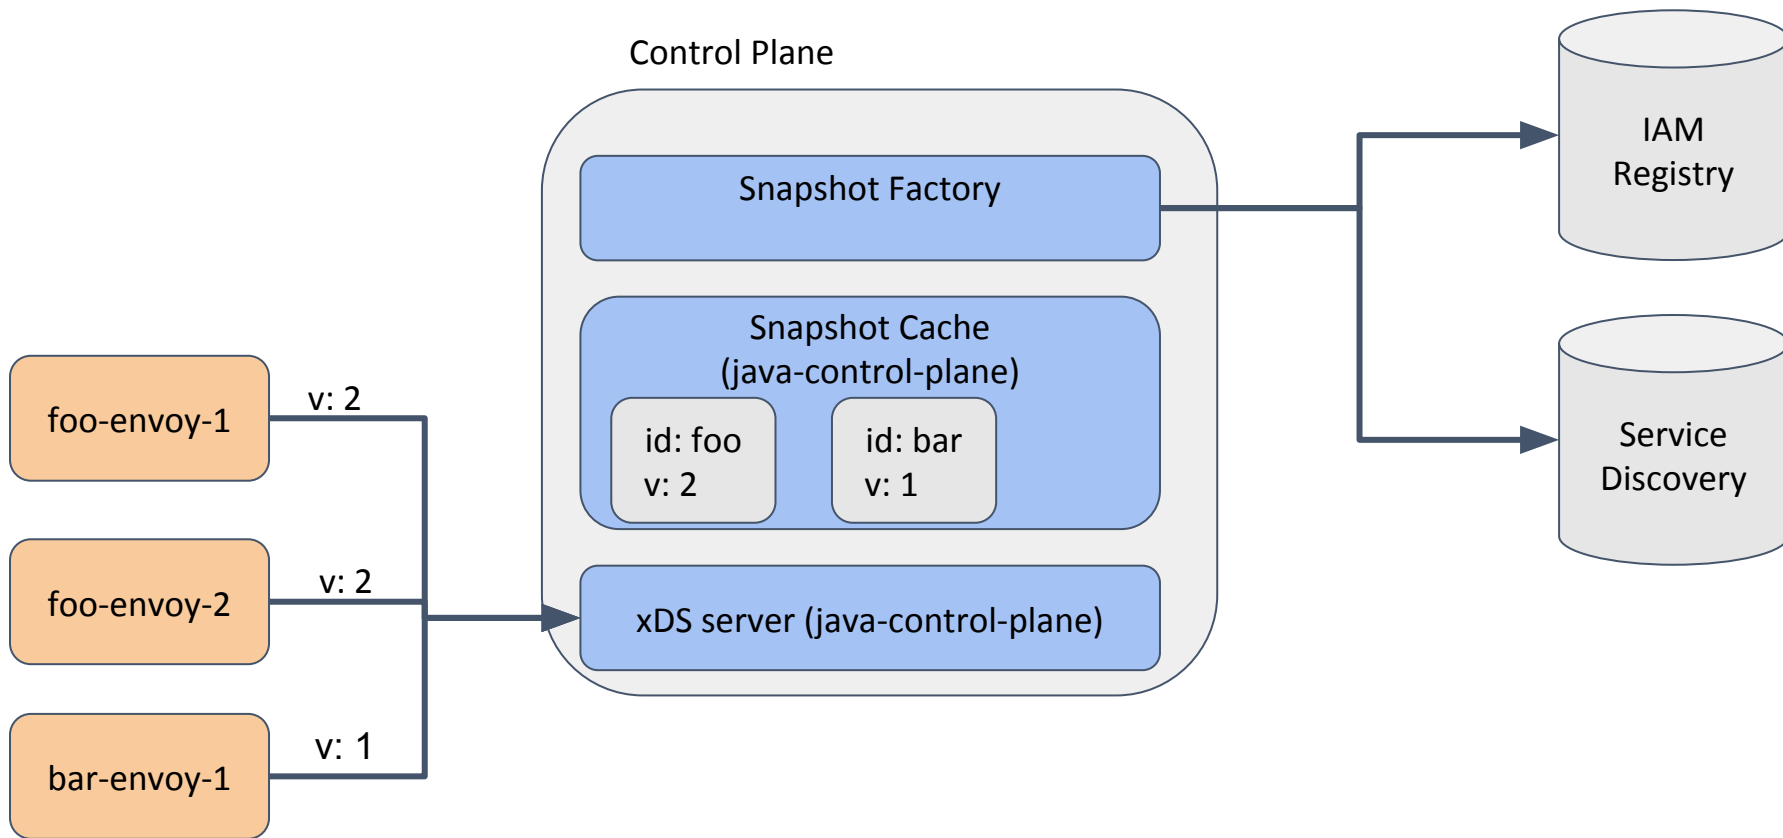 Control Plane
Snapshot Factory
Snapshot Cache
(java-control-plane)
id: foo
v: 2
id: bar
v: 1
xDS server (java-control-plane)
foo-envoy-1
v: 2
foo-envoy-2
v: 2
bar-envoy-1
v: 1
IAM
Registry
Service
Discovery